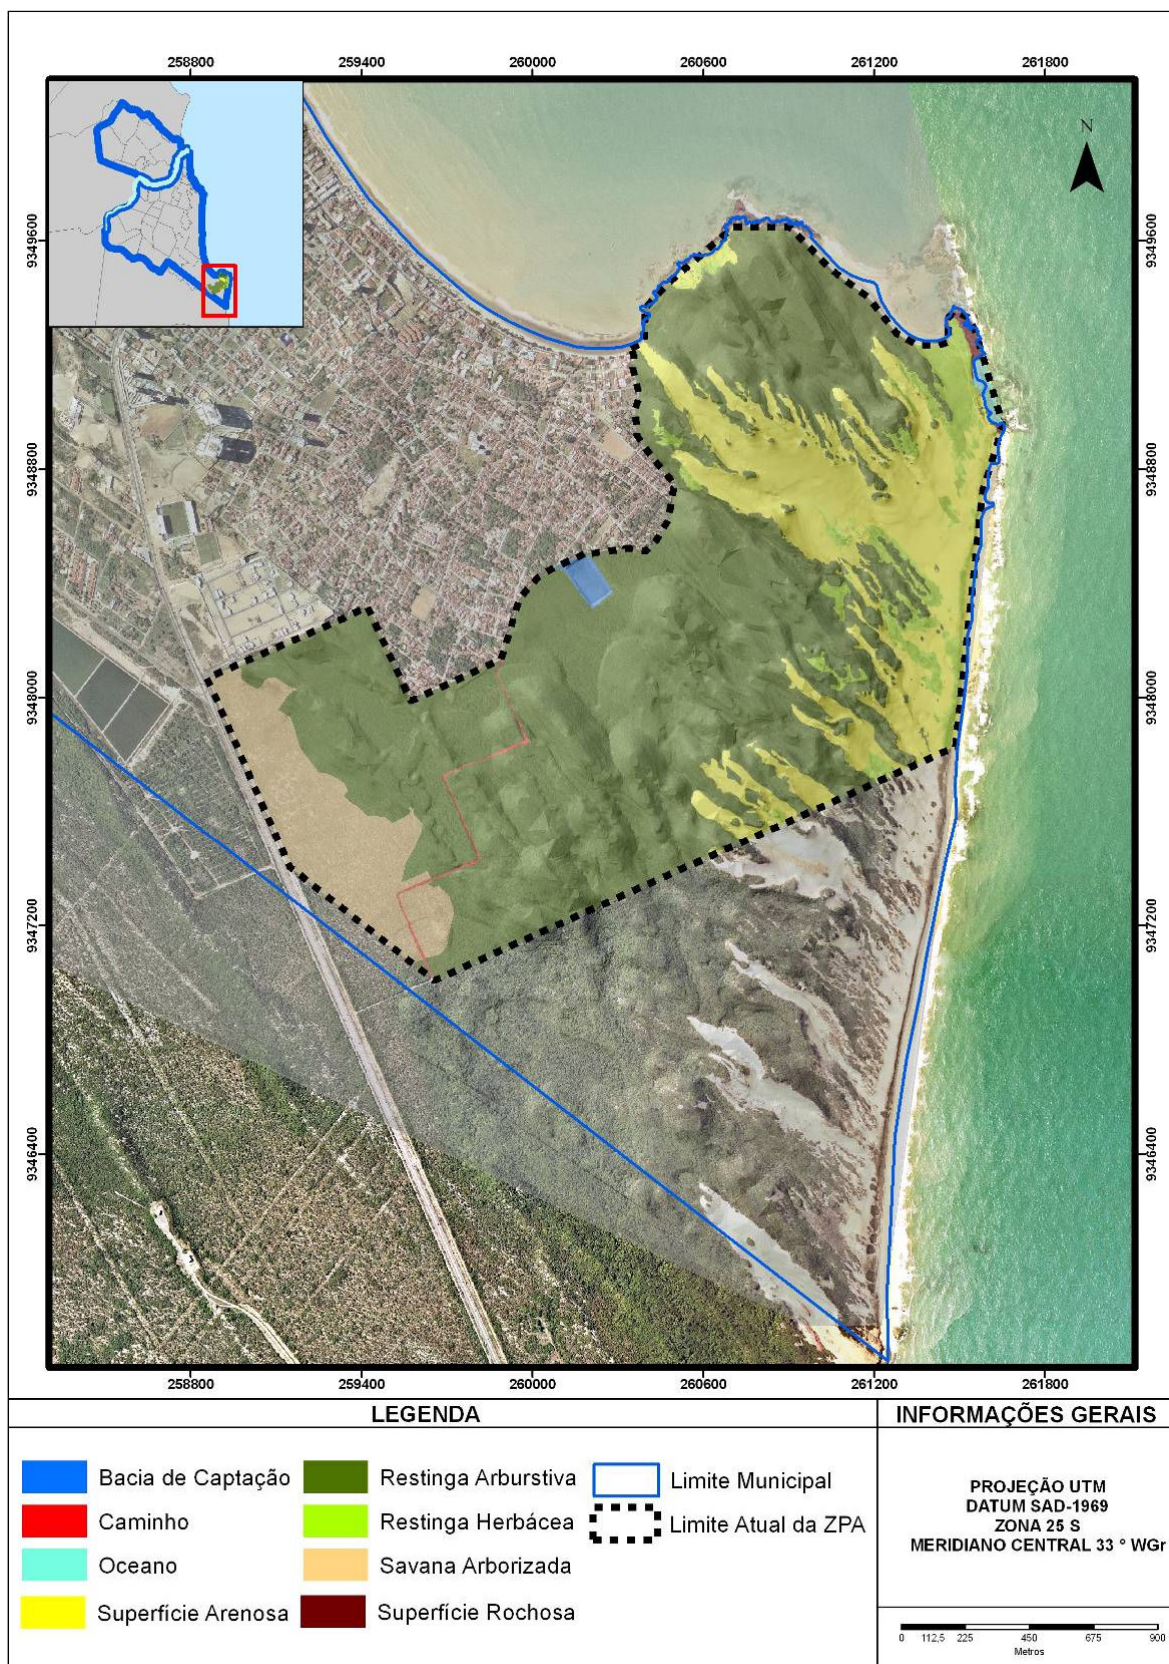 258800 259400 260000 260600 261200 261800
N
9349600 9349600
9348800 9348800
9348000 9348000
9347200 9347200
9346400 9346400
258800 259400 260000 260600 261200 261800
LEGENDA
Bacia de Captação
Caminho
Oceano
Superfície Arenosa
Restinga Arburstiva
Restinga Herbácea
Savana Arborizada
Superfície Rochosa
Limite Municipal
Limite Atual da ZPA
INFORMAÇÕES GERAIS
PROJEÇÃO UTM
DATUM SAD-1969
ZONA 25 S
MERIDIANO CENTRAL 33 ° WGr
0 112,5 225 450 675 900
Metros